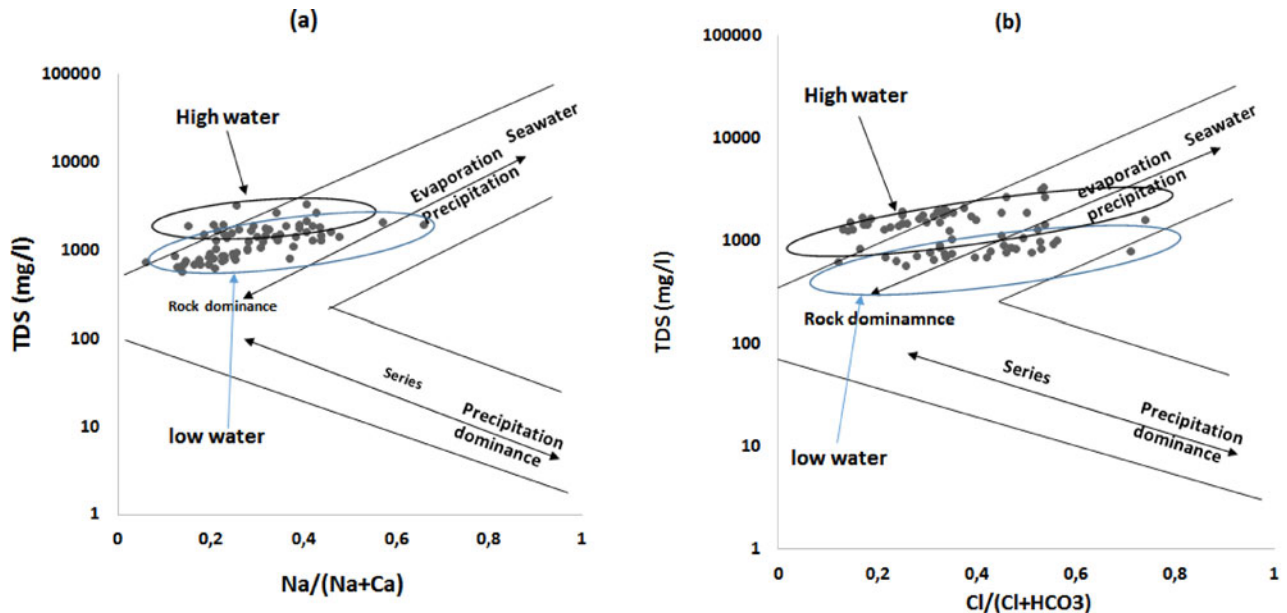 (a)
100000
10000
1000
100
10
1
TDS (mg/l)
High water
Seawater
Evaporation
Precipitation
Rock dominance
Series
Precipitation
dominance
low water
0
0,2
0,4
0,6
0,8
1
Na/(Na+Ca)
(b)
100000
10000
1000
100
10
1
TDS (mg/l)
High water
Seawater
evaporation
precipitation
Rock dominamnce
Series
Precipitation
dominance
low water
0
0,2
0,4
0,6
0,8
1
Cl/(Cl+HCO3)